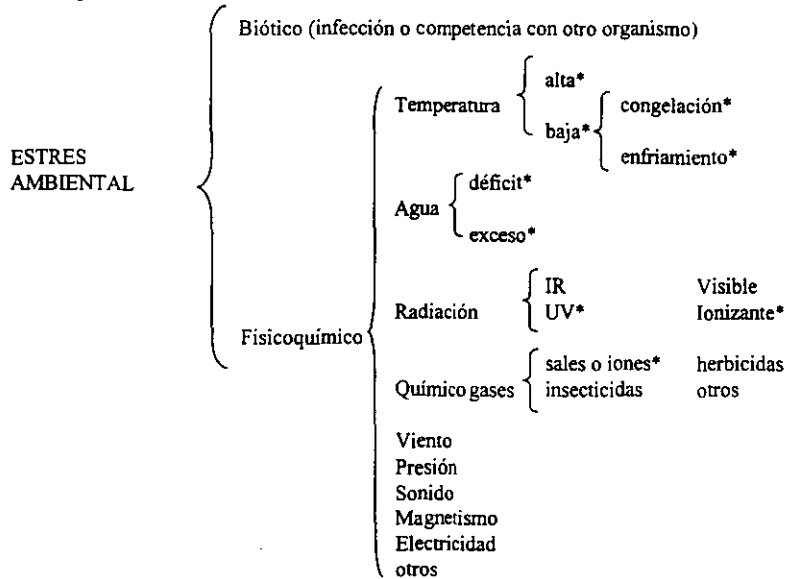 Biótico (infección o competencia con otro organismo)
alta*
Temperatura
congelación*
baja*
ESTRES
AMBIENTAL
enfriamiento*
déficit*
Agua
exceso*
IR Visible
Radiación
UV* Ionizante*
Fisicoquímico
sales o iones* herbicidas
Químico gases
insecticidas otros
Viento
Presión
Sonido
Magnetismo
Electricidad
otros